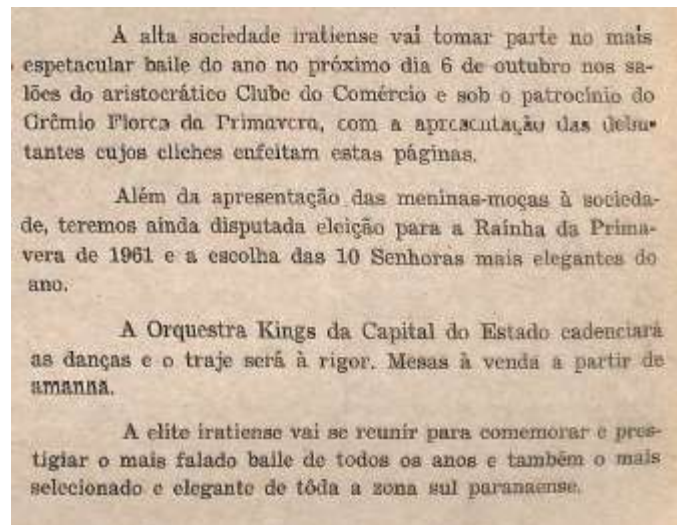 A alta sociedade iratiense vai tomar parte no mais
espetacular baile do ano no próximo dia 6 de outubro nos sa-
lões do aristocrático Clube do Comércio e sob o patrocínio do
Grêmio Flores da Primavera, com a apresentação das debu-
tantes cujos cliches enfeitam estas páginas.
Além da apresentação das meninas-moças à socieda-
de, teremos ainda disputada eleição para a Raínha da Prima-
vera de 1961 e a escolha das 10 Senhoras mais elegantes do
ano.
A Orquestra Kings da Capital do Estado cadenciará
as danças e o traje será à rigor. Mesas à venda a partir de
amanhã.
A elite iratiense vai se reunir para comemorar e pres-
tigiar o mais falado baile de todos os anos e também o mais
selecionado e elegante de tôda a zona sul paranaense.